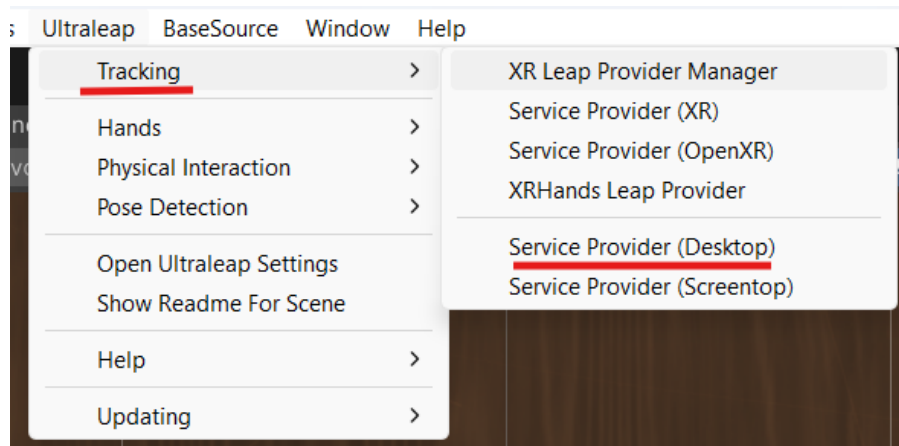 s Ultraleap BaseSource Window Help
Tracking
Hands
Physical Interaction
Pose Detection
Open Ultraleap Settings
Show Readme For Scene
Help
Updating
XR Leap Provider Manager
Service Provider (XR)
Service Provider (OpenXR)
XRHands Leap Provider
Service Provider (Desktop)
Service Provider (Screentop)